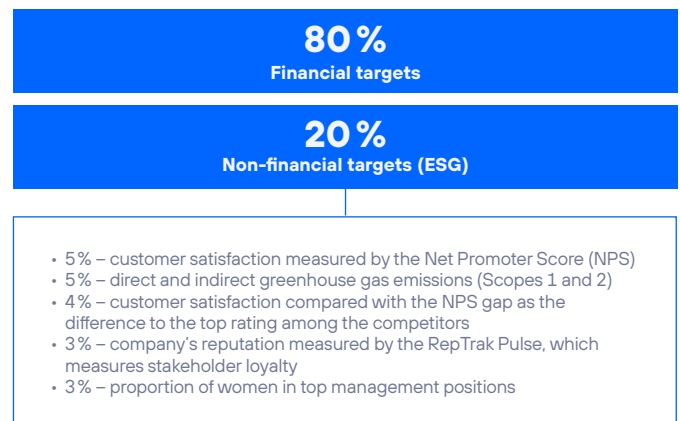 80 %
Financial targets
20 %
Non-financial targets (ESG)
• 5 % – customer satisfaction measured by the Net Promoter Score (NPS)
• 5 % – direct and indirect greenhouse gas emissions (Scopes 1 and 2)
• 4 % – customer satisfaction compared with the NPS gap as the
difference to the top rating among the competitors
• 3 % – company’s reputation measured by the RepTrak Pulse, which
measures stakeholder loyalty
• 3 % – proportion of women in top management positions